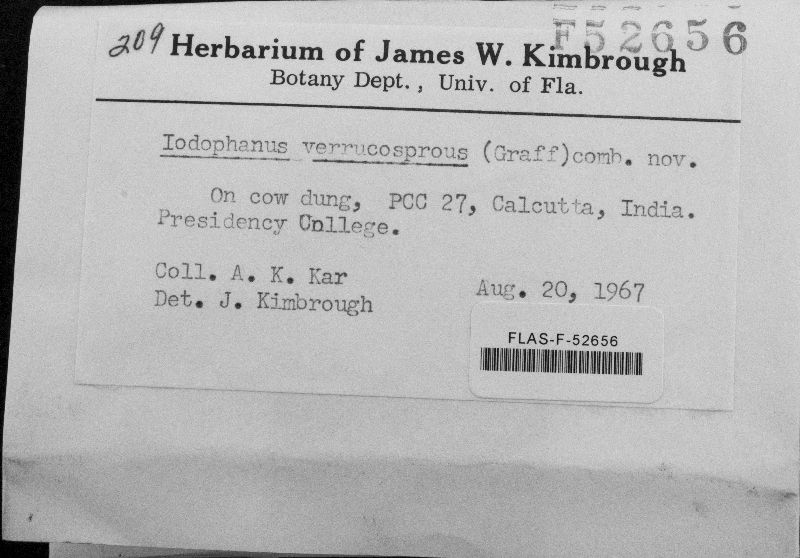 F52656
209 Herbarium of James W. Kimbrough
Botany Dept., Univ. of Fla.
Iodophanus verrucosprous (Graff)comb. nov.
On cow dung, PCC 27, Calcutta, India.
Presidency Cnllege.
Coll. A. K. Kar
Aug. 20, 1967
Det. J. Kimbrough
FLAS-F-52656